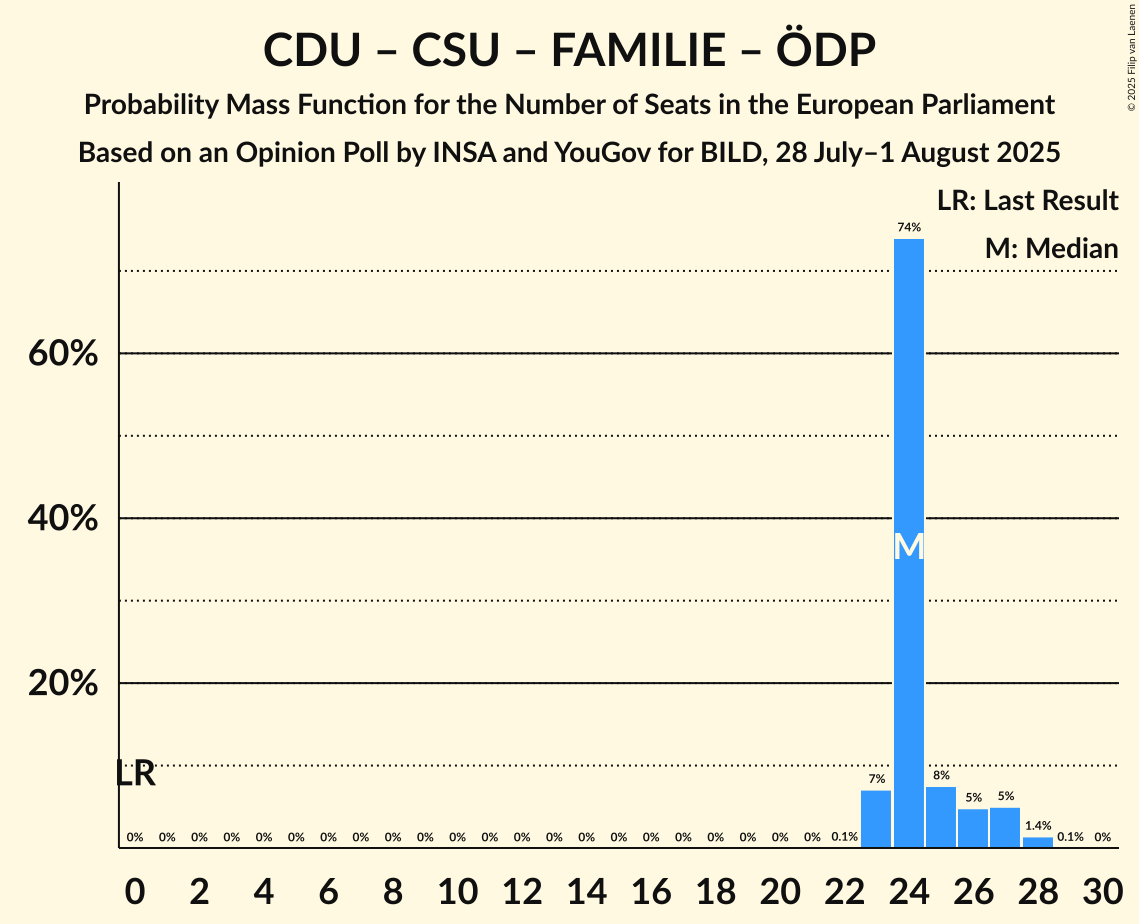 CDU – CSU – FAMILIE – ÖDP
Probability Mass Function for the Number of Seats in the European Parliament
Based on an Opinion Poll by INSA and YouGov for BILD, 28 July–1 August 2025
© 2025 Filip van Laenen
LR: Last Result
M: Median
74%
60%
40%
M
20%
LR
0% 0% 0% 0% 0% 0% 0% 0% 0% 0% 0% 0% 0% 0% 0% 0% 0% 0% 0% 0% 0% 0% 0.1% 7% 8% 5% 5% 1.4% 0.1% 0%
0 2 4 6 8 10 12 14 16 18 20 22 24 26 28 30